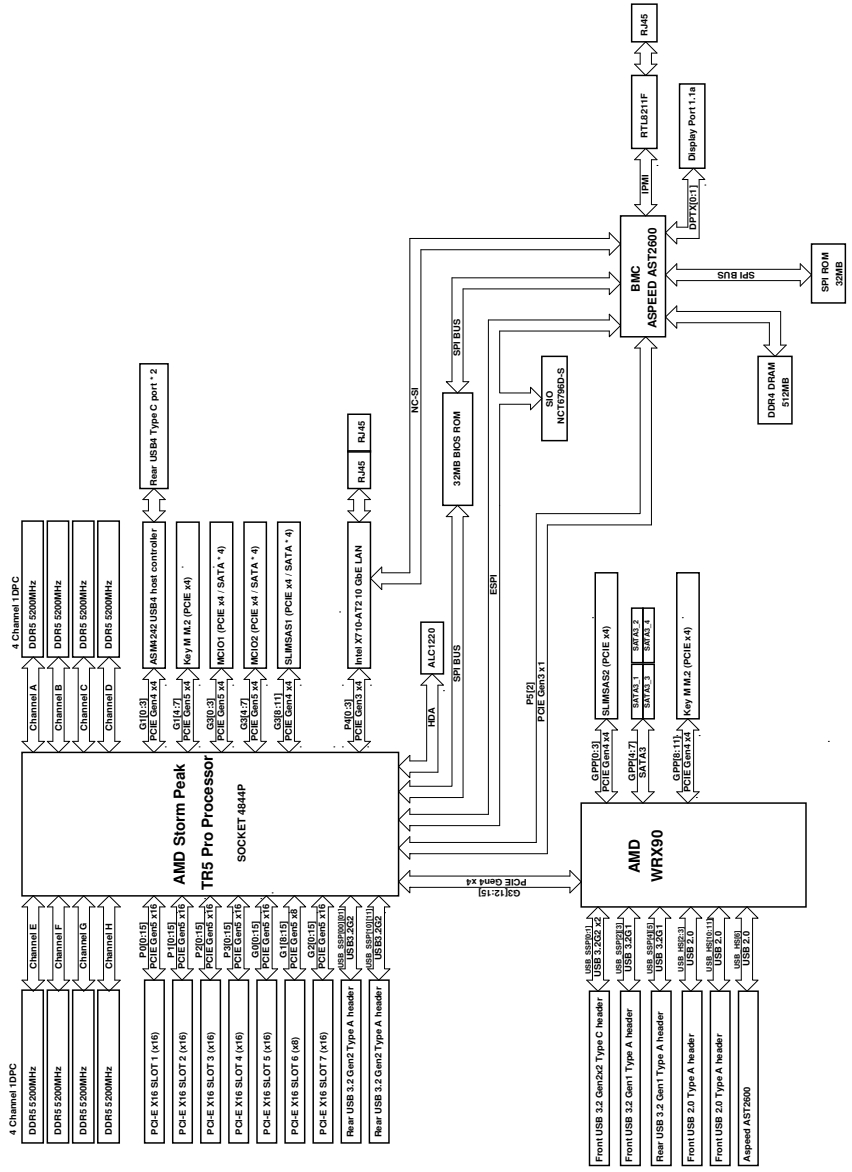 4 Channel 1DPC
DDR5 5200MHz
DDR5 5200MHz
DDR5 5200MHz
DDR5 5200MHz
Channel E
Channel F
Channel G
Channel H
AMD Storm Peak
TR5 Pro Processor
SOCKET 4844P
Channel A
Channel B
Channel C
Channel D
4 Channel 1DPC
DDR5 5200MHz
DDR5 5200MHz
DDR5 5200MHz
DDR5 5200MHz
PCI-E X16 SLOT 1 (x16)
P0[0:15]
PCIE Gen5 x16
PCI-E X16 SLOT 2 (x16)
P1[0:15]
PCIE Gen5 x16
PCI-E X16 SLOT 3 (x16)
P2[0:15]
PCIE Gen5 x16
PCI-E X16 SLOT 4 (x16)
P3[0:15]
PCIE Gen5 x16
PCI-E X16 SLOT 5 (x16)
G0[0:15]
PCIE Gen5 x16
PCI-E X16 SLOT 6 (x8)
G1[8:15]
PCIE Gen5 x8
PCI-E X16 SLOT 7 (x16)
G2[0:15]
PCIE Gen5 x16
Rear USB 3.2 Gen2 Type A header
USB_SSP[00][01]
USB3.2G2
Rear USB 3.2 Gen2 Type A header
USB_SSP[10][11]
USB3.2G2
G1[0:3]
PCIE Gen4 x4
ASM4242 USB4 host controller
Rear USB4 Type C port * 2
G1[4:7]
PCIE Gen5 x4
Key M M.2 (PCIE x4)
G3[0:3]
PCIE Gen5 x4
MCIO1 (PCIE x4 / SATA * 4)
G3[4:7]
PCIE Gen5 x4
MCIO2 (PCIE x4 / SATA * 4)
G3[8:11]
PCIE Gen4 x4
SLIMSAS1 (PCIE x4 / SATA * 4)
P4[0:3]
PCIE Gen3 x4
Intel X710-AT2 10 GbE LAN
RJ45
RJ45
NC-SI
HDA
ALC1220
SPI BUS
32MB BIOS ROM
SPI BUS
ESPI
SIO
NCT6796D-S
P5[2]
PCIE Gen3 x1
G3[12:15]
PCIE Gen4 x4
BMC
ASPEED AST2600
IPMI
RTL8211F
RJ45
DPTX[0:1]
Display Port 1.1a
SPI BUS
SPI ROM
32MB
DDR4 DRAM
512MB
AMD
WRX90
Front USB 3.2 Gen2x2 Type C header
USB_SSP[0:1]
USB 3.2G2 x2
Front USB 3.2 Gen1 Type A header
USB_SSP[2][3]
USB 3.2G1
Rear USB 3.2 Gen1 Type A header
USB_SSP[4][5]
USB 3.2G1
Front USB 2.0 Type A header
USB_HS[2:3]
USB 2.0
Front USB 2.0 Type A header
USB_HS[10:11]
USB 2.0
Aspeed AST2600
USB_HS[6]
USB 2.0
GPP[0:3]
PCIE Gen4 x4
SLIMSAS2 (PCIE x4)
GPP[4:7]
SATA3
SATA3_1
SATA3_2
SATA3_3
SATA3_4
GPP[8:11]
PCIE Gen4 x4
Key M M.2 (PCIE x4)